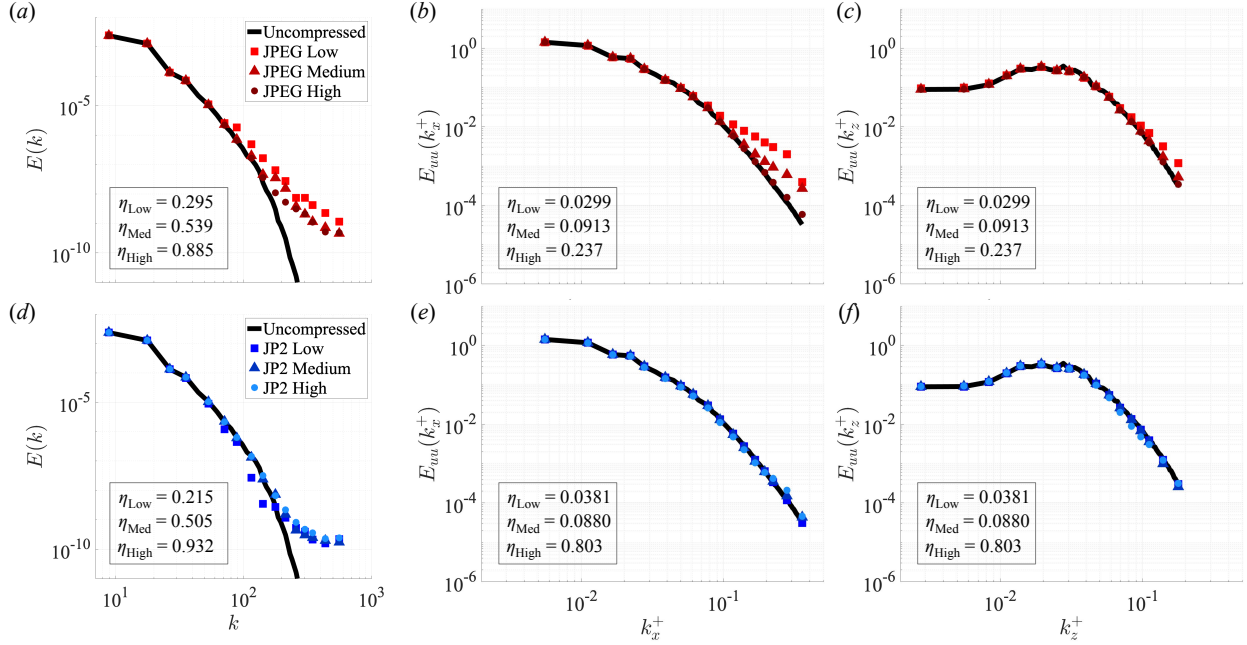 (a)
E(k)
10^-5
10^-10
Uncompressed
JPEG Low
JPEG Medium
JPEG High
η_Low = 0.295
η_Med = 0.539
η_High = 0.885
(b)
E_uu(k_x^+)
10^0
10^-2
10^-4
10^-6
η_Low = 0.0299
η_Med = 0.0913
η_High = 0.237
(c)
E_uu(k_z^+)
10^0
10^-2
10^-4
10^-6
η_Low = 0.0299
η_Med = 0.0913
η_High = 0.237
(d)
E(k)
10^-5
10^-10
Uncompressed
JP2 Low
JP2 Medium
JP2 High
η_Low = 0.215
η_Med = 0.505
η_High = 0.932
10^1 10^2 10^3
k
(e)
E_uu(k_x^+)
10^0
10^-2
10^-4
10^-6
η_Low = 0.0381
η_Med = 0.0880
η_High = 0.803
10^-2 10^-1
k_x^+
(f)
E_uu(k_z^+)
10^0
10^-2
10^-4
10^-6
η_Low = 0.0381
η_Med = 0.0880
η_High = 0.803
10^-2 10^-1
k_z^+